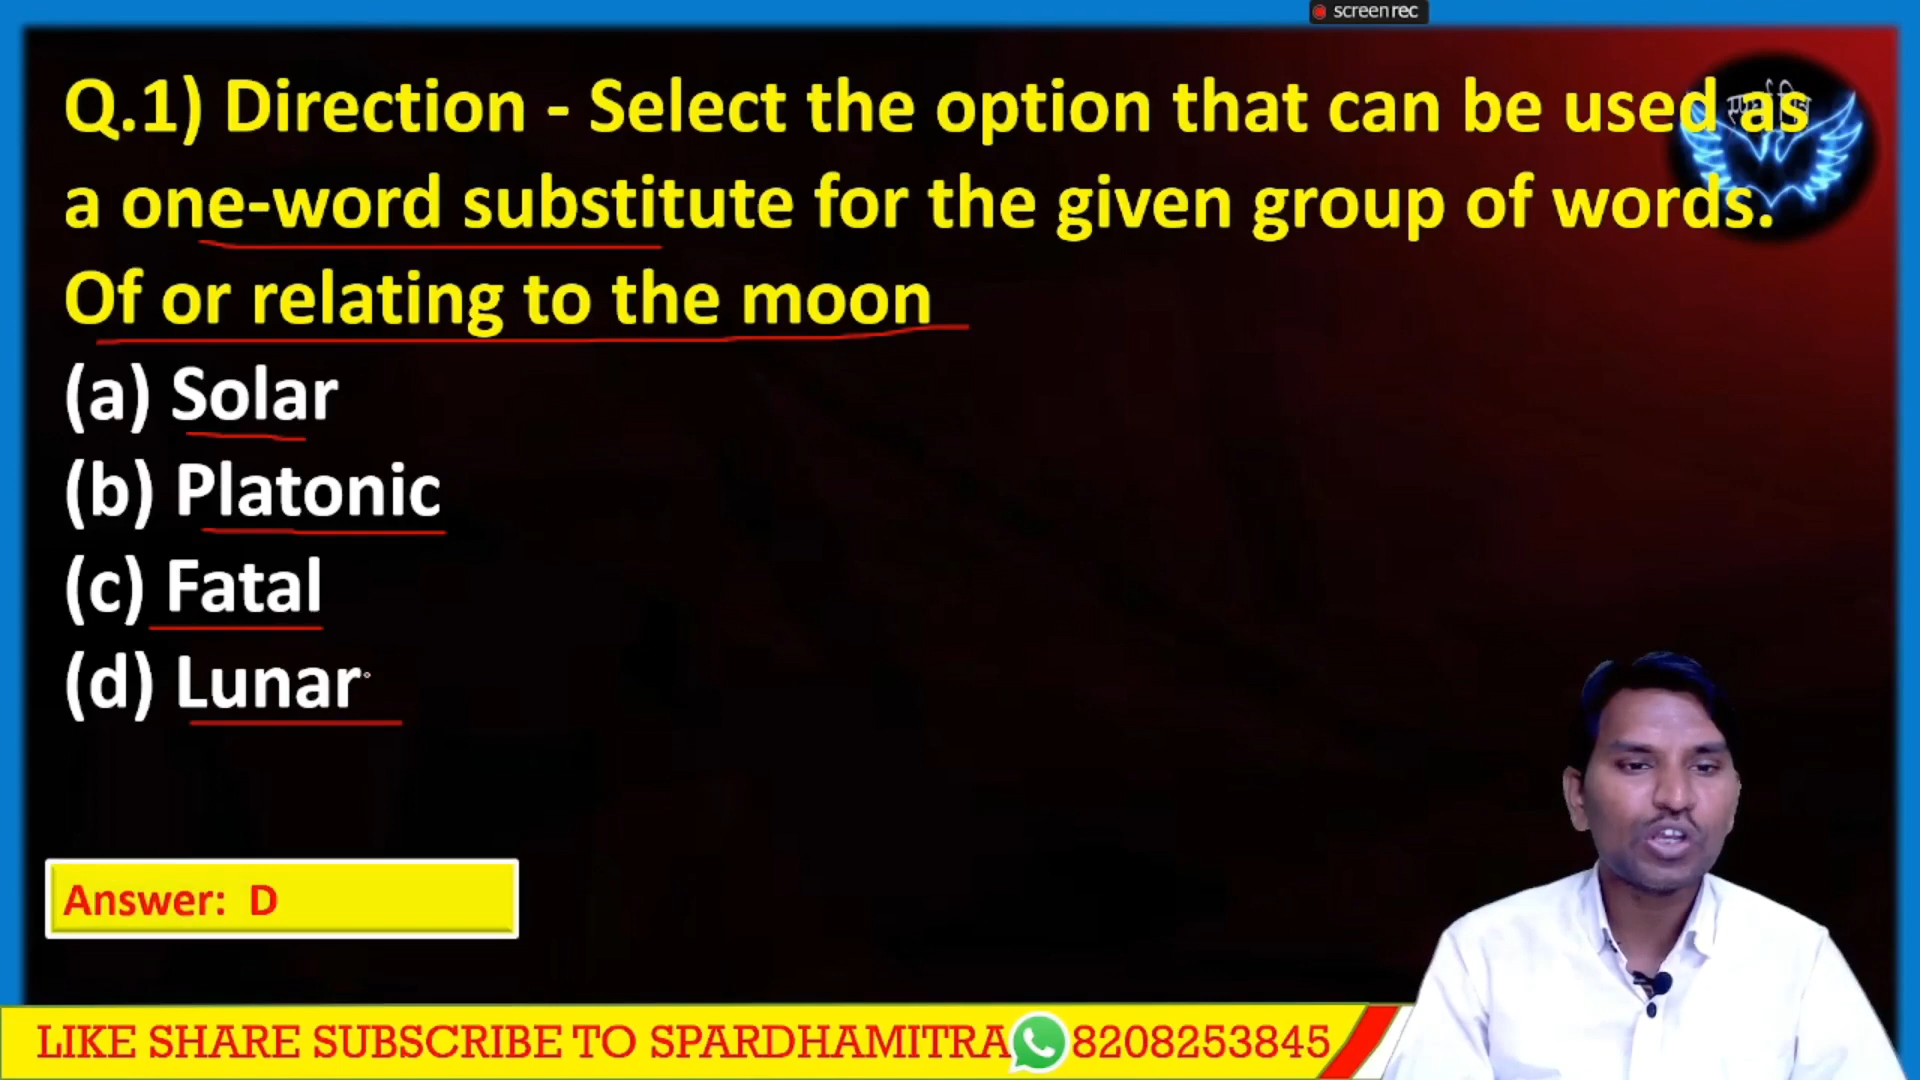 screenrec
Q.1) Direction - Select the option that can be used as
a one-word substitute for the given group of words.
Of or relating to the moon
(a) Solar
(b) Platonic
(c) Fatal
(d) Lunar
Answer: D
LIKE SHARE SUBSCRIBE TO SPARDHAMITRA 8208253845